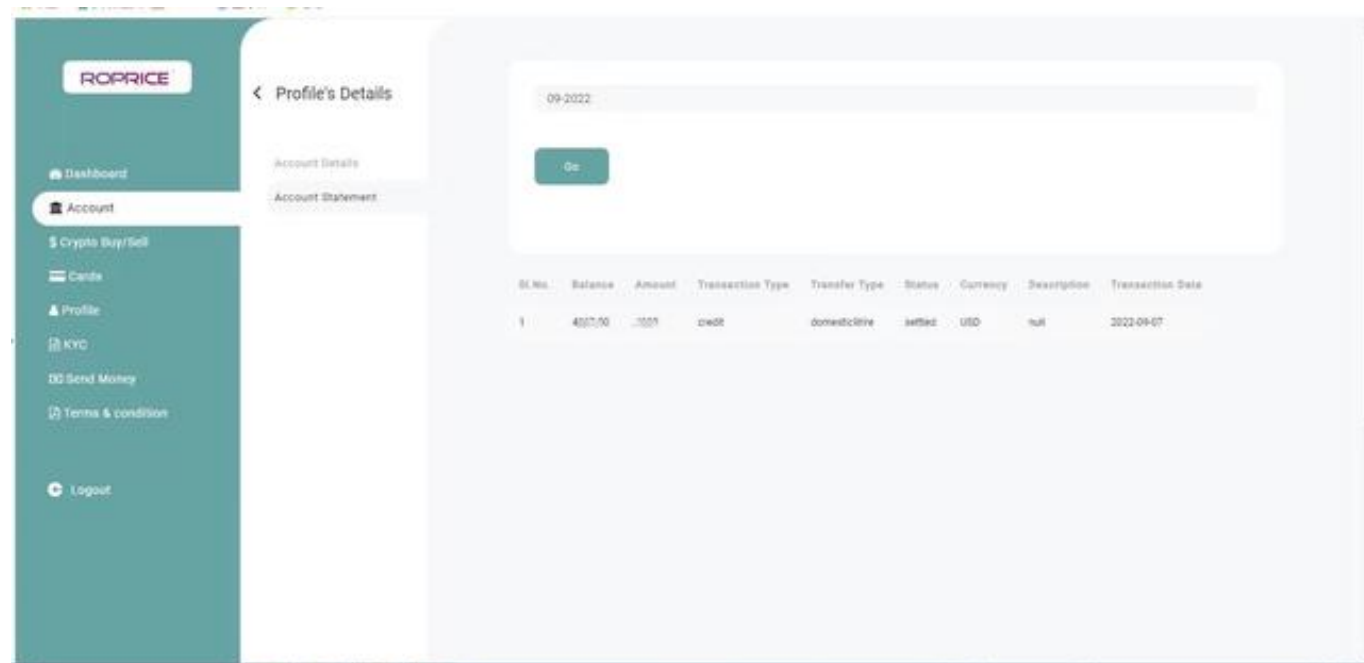 ROPRICE
Profile's Details
09-2022
Account Details
Go
Dashboard
Account Statement
Account
$ Crypto Buy/Sell
Cards
Sl.No. Balance Amount Transaction Type Transfer Type Status Currency Description Transaction Date
Profile
1 credit settled USD null 2022-09-07
KYC
Send Money
Terms & condition
Logout